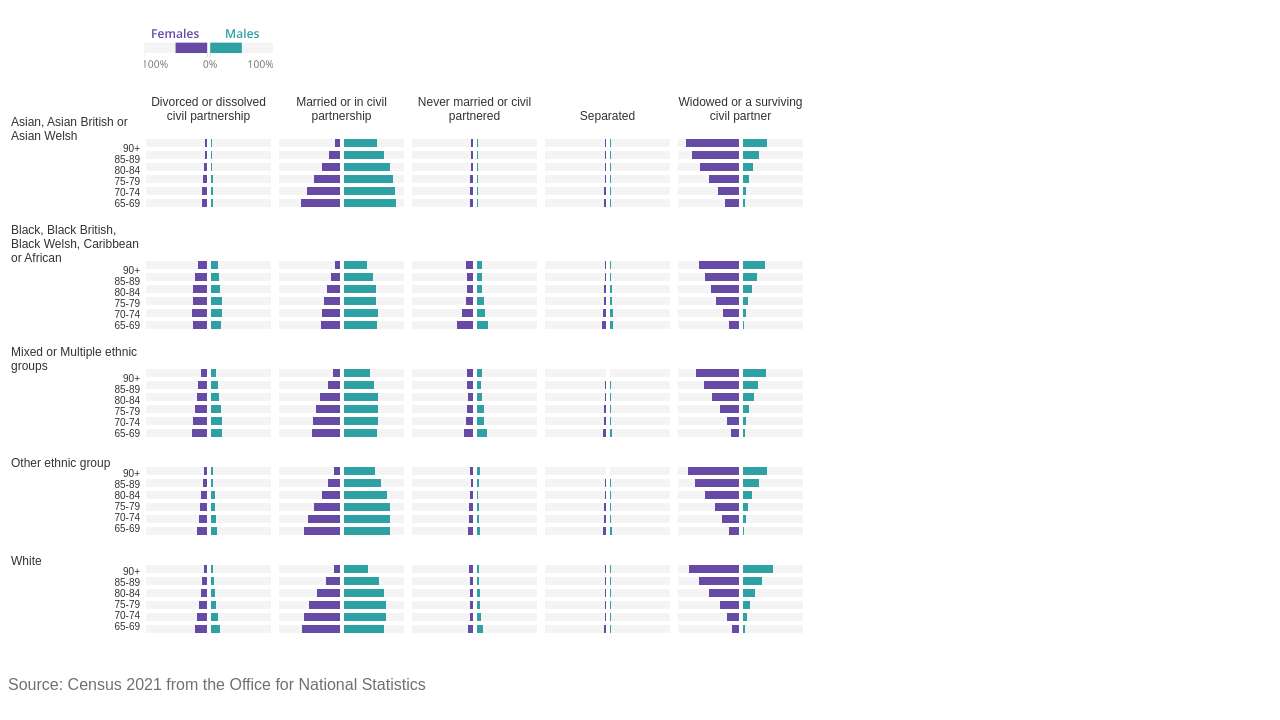 Females Males
100% 0% 100%
Divorced or dissolved
civil partnership
Married or in civil
partnership
Never married or civil
partnered
Separated
Widowed or a surviving
civil partner
Asian, Asian British or
Asian Welsh
90+
85-89
80-84
75-79
70-74
65-69
Black, Black British,
Black Welsh, Caribbean
or African
90+
85-89
80-84
75-79
70-74
65-69
Mixed or Multiple ethnic
groups
90+
85-89
80-84
75-79
70-74
65-69
Other ethnic group
90+
85-89
80-84
75-79
70-74
65-69
White
90+
85-89
80-84
75-79
70-74
65-69
Source: Census 2021 from the Office for National Statistics